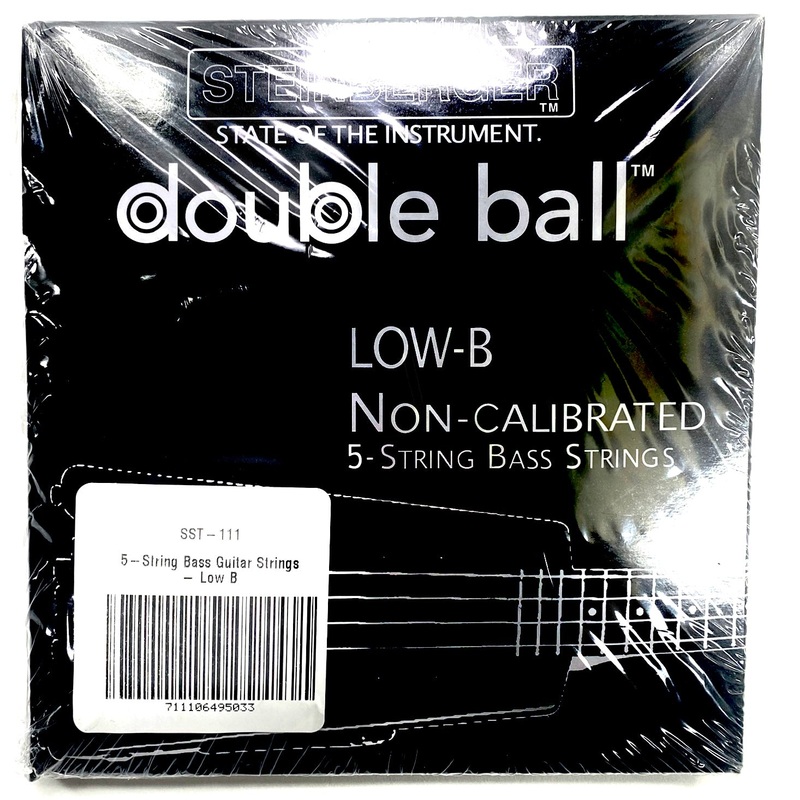 STEINBERGER
TM
STATE OF THE INSTRUMENT.
double ball™
LOW-B
NON-CALIBRATED
5-STRING BASS STRINGS
SST-111
5-String Bass Guitar Strings
- Low B
711106495033